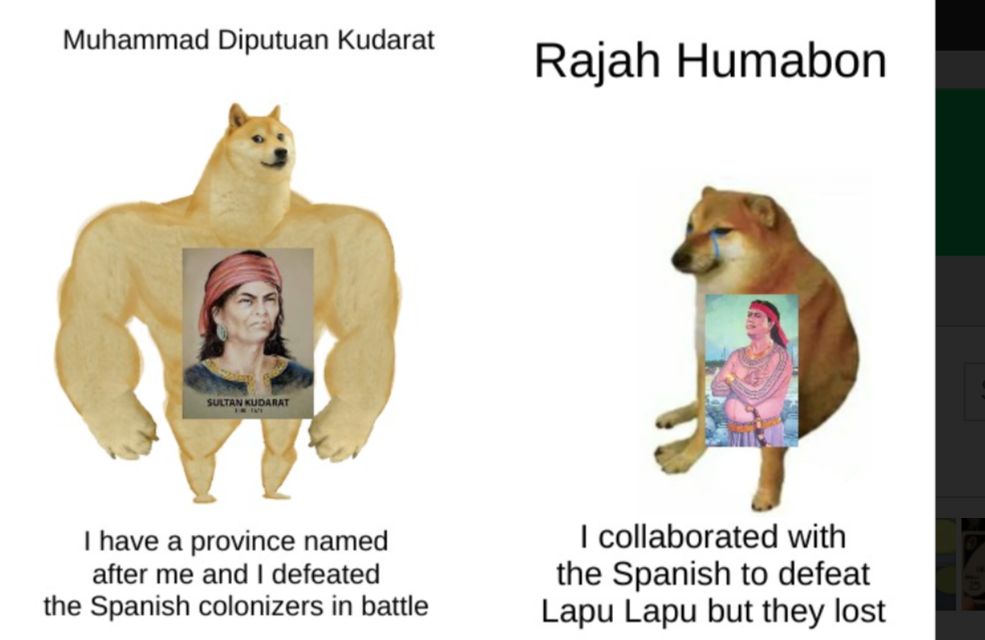 Muhammad Diputuan Kudarat
SULTAN KUDARAT
I have a province named
after me and I defeated
the Spanish colonizers in battle
Rajah Humabon
I collaborated with
the Spanish to defeat
Lapu Lapu but they lost